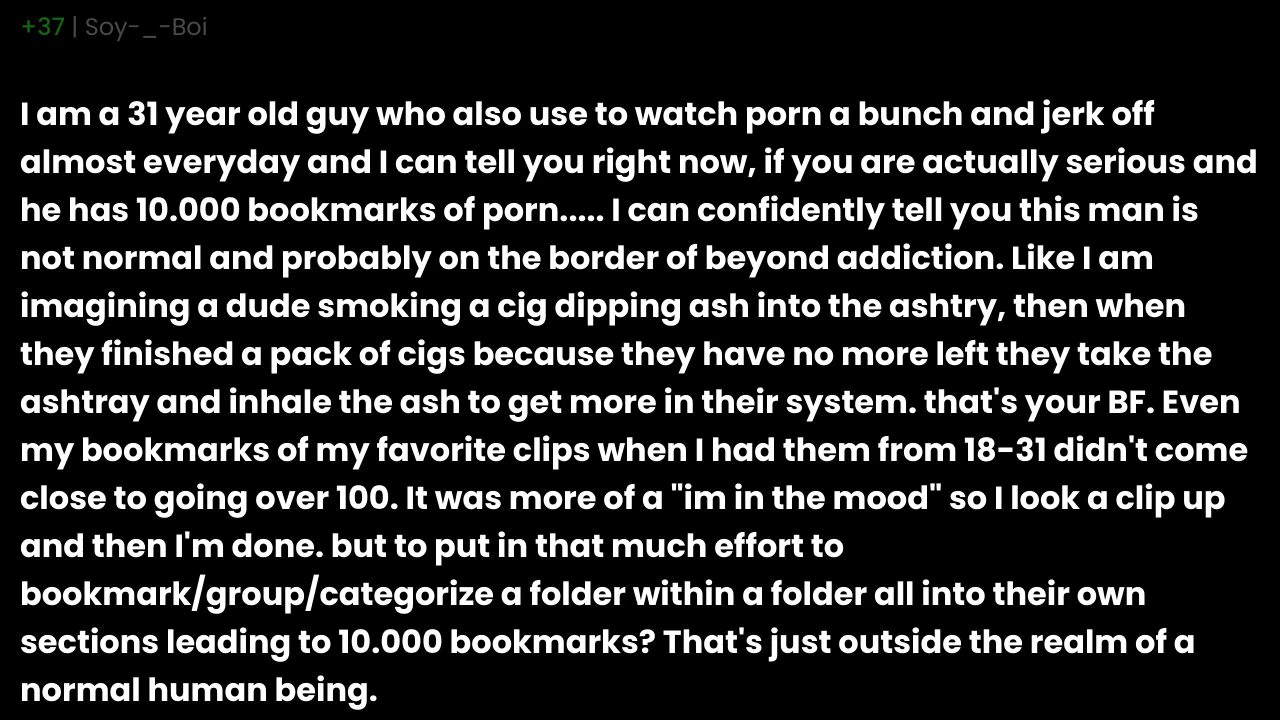 +37 | Soy-_-Boi
I am a 31 year old guy who also use to watch porn a bunch and jerk off
almost everyday and I can tell you right now, if you are actually serious and
he has 10.000 bookmarks of porn..... I can confidently tell you this man is
not normal and probably on the border of beyond addiction. Like I am
imagining a dude smoking a cig dipping ash into the ashtry, then when
they finished a pack of cigs because they have no more left they take the
ashtray and inhale the ash to get more in their system. that's your BF. Even
my bookmarks of my favorite clips when I had them from 18-31 didn't come
close to going over 100. It was more of a "im in the mood" so I look a clip up
and then I'm done. but to put in that much effort to
bookmark/group/categorize a folder within a folder all into their own
sections leading to 10.000 bookmarks? That's just outside the realm of a
normal human being.